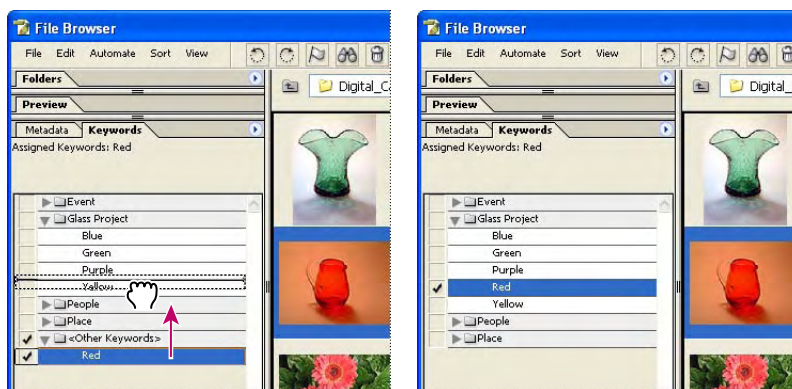 File Browser
File Edit Automate Sort View
Folders
Digital_C
Preview
Metadata Keywords
Assigned Keywords: Red
Event
Glass Project
Blue
Green
Purple
Yellow
People
Place
<Other Keywords>
Red
File Browser
File Edit Automate Sort View
Folders
Digital_
Preview
Metadata Keywords
Assigned Keywords: Red
Event
Glass Project
Blue
Green
Purple
Red
Yellow
People
Place